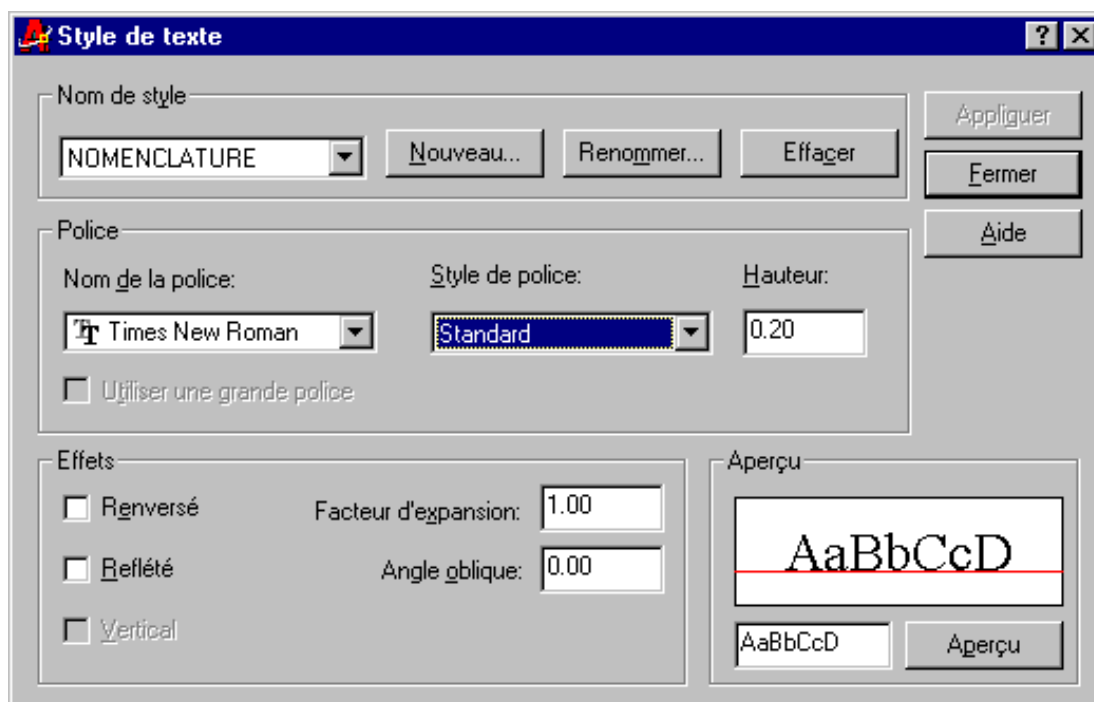 Style de texte
Nom de style
NOMENCLATURE
Nouveau...
Renommer...
Effacer
Appliquer
Fermer
Aide
Police
Nom de la police:
Style de police:
Hauteur:
Times New Roman
Standard
0.20
Utiliser une grande police
Effets
Renversé
Facteur d'expansion:
1.00
Reflété
Angle oblique:
0.00
Vertical
Aperçu
AaBbCcD
AaBbCcD
Aperçu